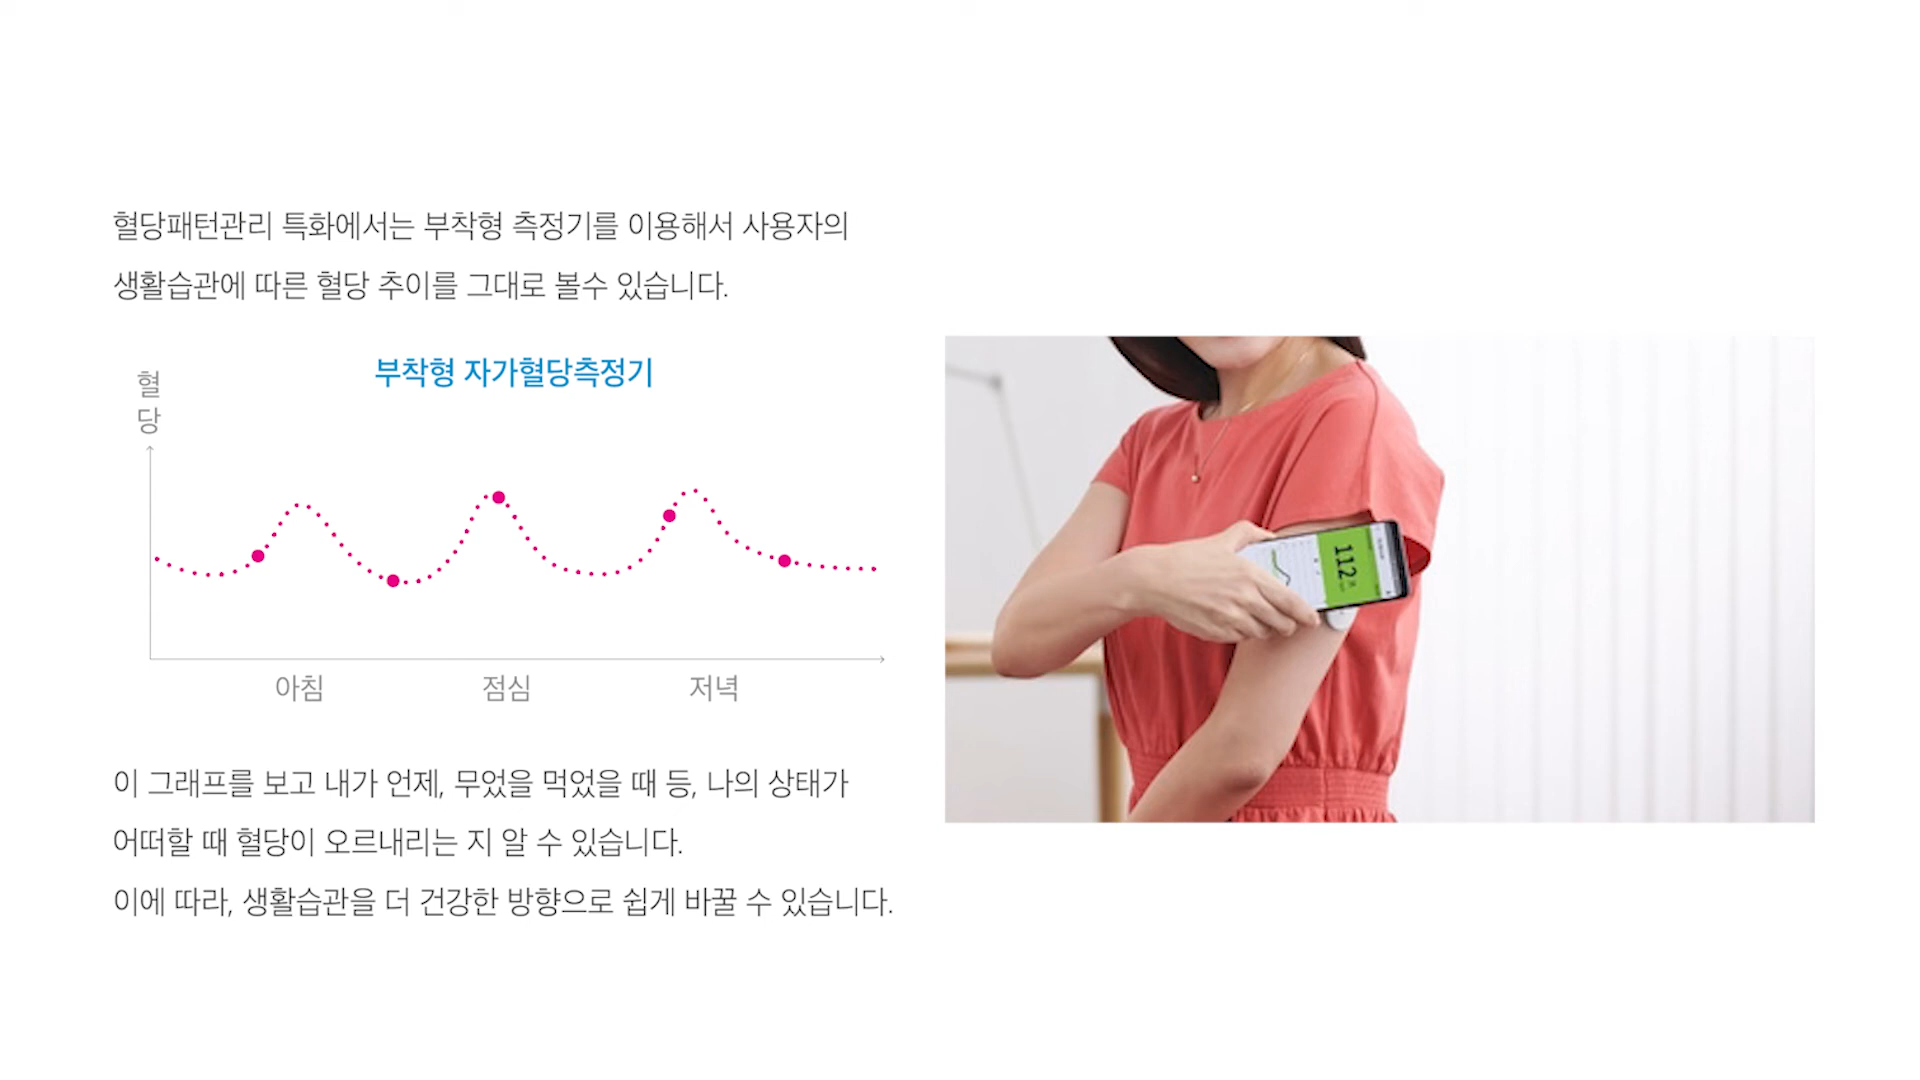 혈당패턴관리 특화에서는 부착형 측정기를 이용해서 사용자의
생활습관에 따른 혈당 추이를 그대로 볼수 있습니다.
부착형 자가혈당측정기
혈
당
아침
점심
저녁
이 그래프를 보고 내가 언제, 무었을 먹었을 때 등, 나의 상태가
어떠할 때 혈당이 오르내리는 지 알 수 있습니다.
이에 따라, 생활습관을 더 건강한 방향으로 쉽게 바꿀 수 있습니다.
112